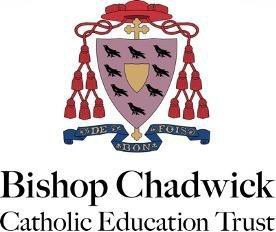 DE BON FOIS
Bishop Chadwick
Catholic Education Trust